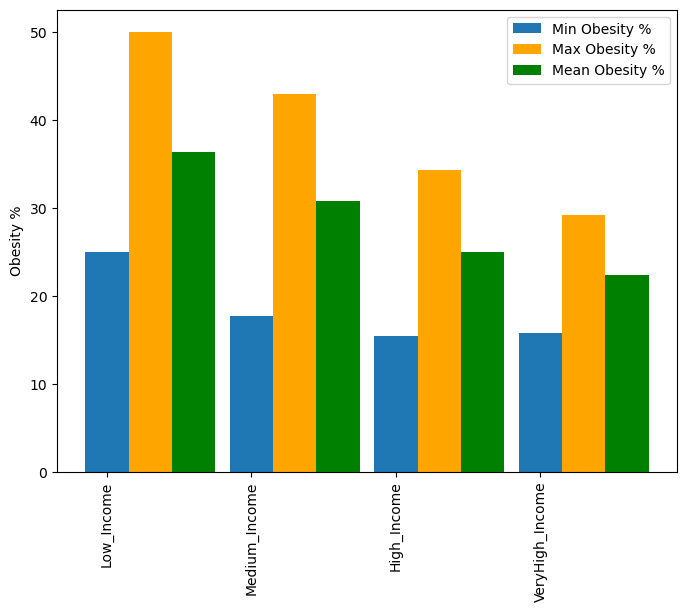 Min Obesity %
Max Obesity %
Mean Obesity %
Obesity %
50
40
30
20
10
0
Low_Income
Medium_Income
High_Income
VeryHigh_Income